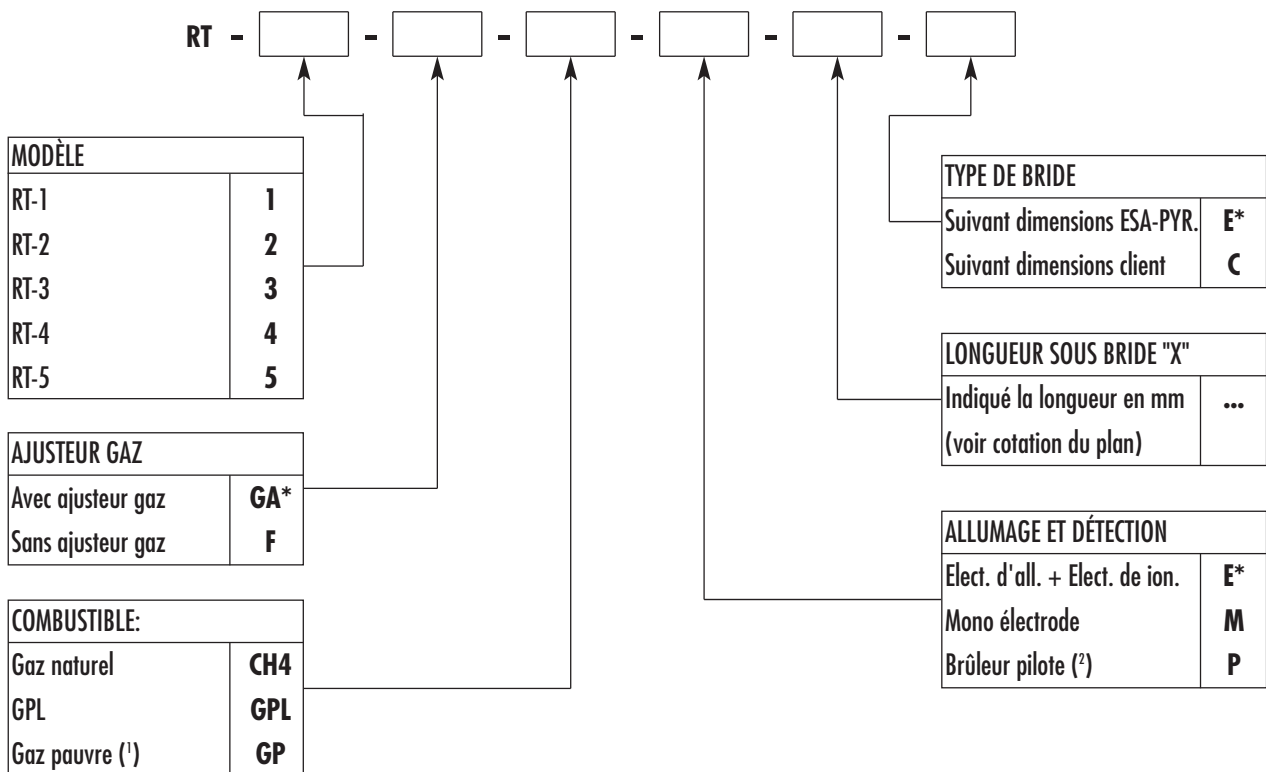 RT - - - - - -
MODÈLE
RT-1 1
RT-2 2
RT-3 3
RT-4 4
RT-5 5
AJUSTEUR GAZ
Avec ajusteur gaz GA*
Sans ajusteur gaz F
COMBUSTIBLE:
Gaz naturel CH4
GPL GPL
Gaz pauvre (¹) GP
TYPE DE BRIDE
Suivant dimensions ESA-PYR. E*
Suivant dimensions client C
LONGUEUR SOUS BRIDE "X"
Indiqué la longueur en mm ...
(voir cotation du plan)
ALLUMAGE ET DÉTECTION
Elect. d'all. + Elect. de ion. E*
Mono électrode M
Brûleur pilote (²) P